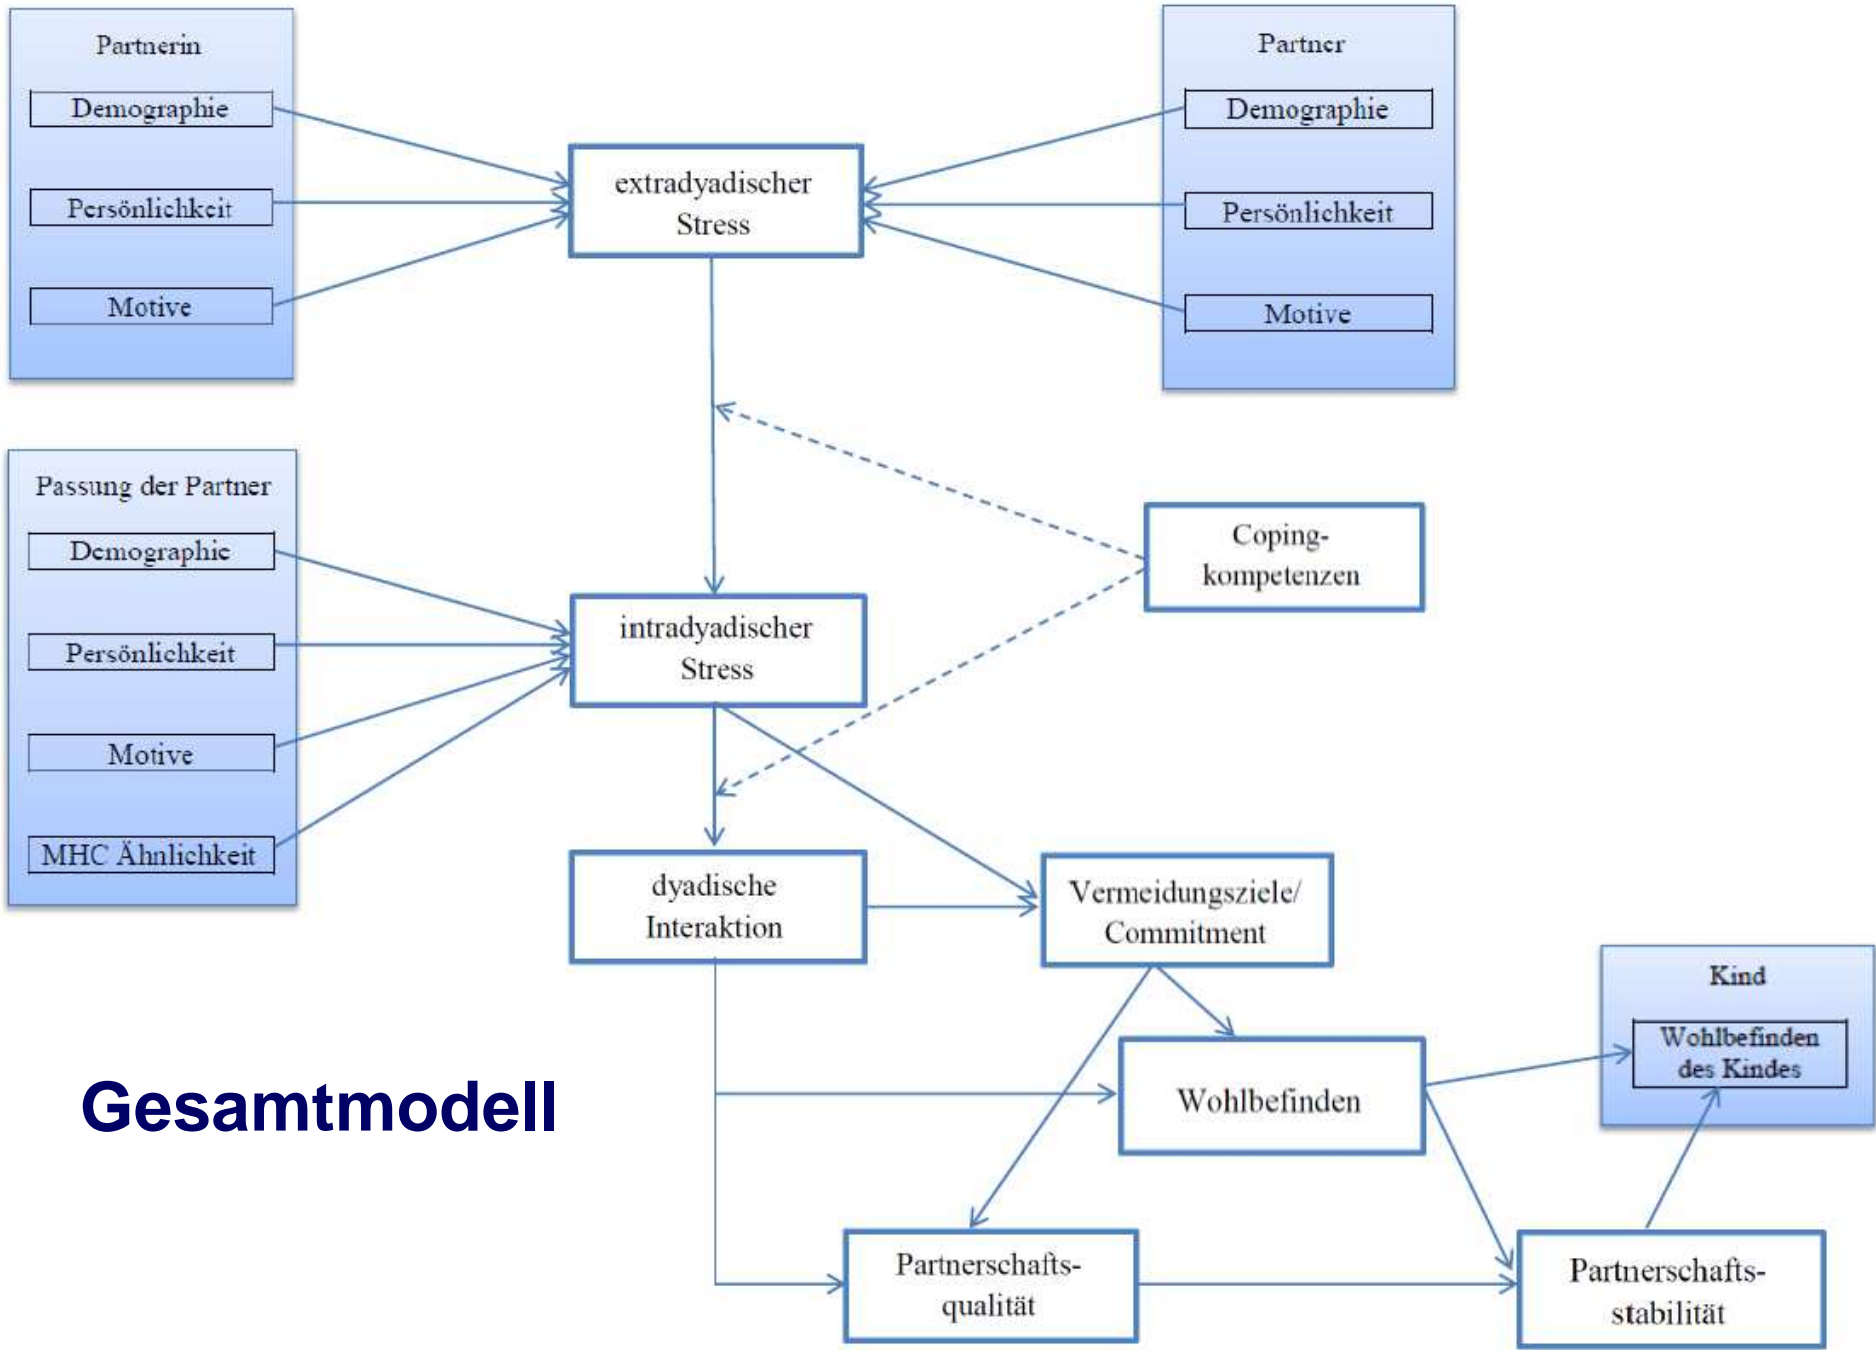 Partnerin
Demographie
Persönlichkeit
Motive
extradyadischer
Stress
Partner
Demographie
Persönlichkeit
Motive
Passung der Partner
Demographie
Persönlichkeit
Motive
MHC Ähnlichkeit
intradyadischer
Stress
Coping-
kompetenzen
dyadische
Interaktion
Vermeidungsziele/
Commitment
Kind
Wohlbefinden
des Kindes
Gesamtmodell
Wohlbefinden
Partnerschafts-
qualität
Partnerschafts-
stabilität